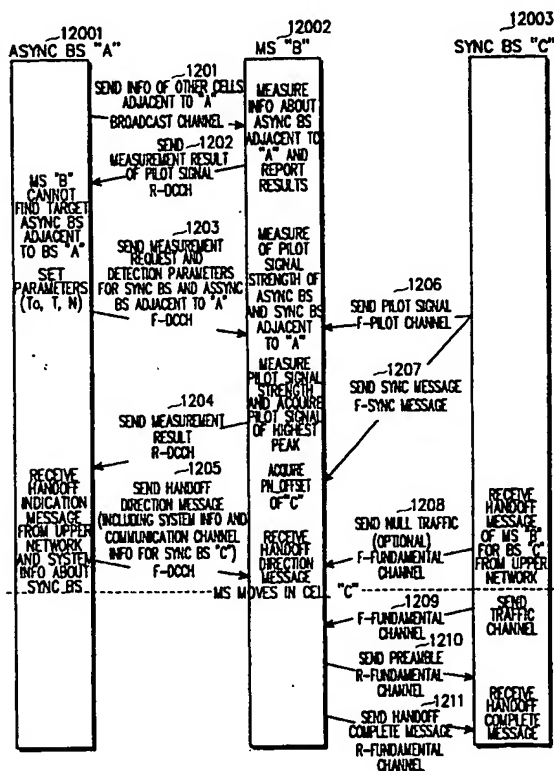 12001
ASYNC BS "A"
12002
MS "B"
12003
SYNC BS "C"
1201
SEND INFO OF OTHER CELLS
ADJACENT TO "A"
BROADCAST CHANNEL
MEASURE
INFO ABOUT
ASYNC BS
ADJACENT TO
"A" AND
REPORT
RESULTS
SEND 1202
MEASUREMENT RESULT
OF PILOT SIGNAL
R-DCCH
MS "B"
CANNOT
FIND TARGET
ASYNC BS
ADJACENT
TO BS "A"
SET
PARAMETERS
(To, T, N)
1203
SEND MEASUREMENT
REQUEST AND
DETECTION PARAMETERS
FOR SYNC BS AND ASSYNC
BS ADJACENT TO "A"
F-DCCH
MEASURE
OF PILOT
SIGNAL
STRENGTH OF
ASYNC BS
AND SYNC BS
ADJACENT
TO "A"
1206
SEND PILOT SIGNAL
F-PILOT CHANNEL
MEASURE
PILOT SIGNAL
STRENGTH
AND ACQUIRE
PILOT SIGNAL
OF HIGHEST
PEAK
1207
SEND SYNC MESSAGE
F-SYNC MESSAGE
1204
SEND MEASUREMENT
RESULT
R-DCCH
RECEIVE
HANDOFF
INDICATION
MESSAGE
FROM UPPER
NETWORK
AND SYSTEM
INFO ABOUT
SYNC BS
1205
SEND HANDOFF
DIRECTION MESSAGE
(INCLUDING SYSTEM INFO AND
COMMUNICATION CHANNEL
INFO FOR SYNC BS "C")
F-DCCH
ACQUIRE
PN_OFFSET
OF "C"
RECEIVE
HANDOFF
DIRECTION
MESSAGE
1208
SEND NULL TRAFFIC
(OPTIONAL)
F-FUNDAMENTAL
CHANNEL
RECEIVE
HANDOFF
MESSAGE
OF MS "B"
FOR BS "C"
FROM UPPER
NETWORK
MS MOVES IN CELL "C"
1209
F-FUNDAMENTAL
CHANNEL
SEND
TRAFFIC
CHANNEL
1210
SEND PREAMBLE
R-FUNDAMENTAL
CHANNEL
1211
SEND HANDOFF
COMPLETE MESSAGE
R-FUNDAMENTAL
CHANNEL
RECEIVE
HANDOFF
COMPLETE
MESSAGE